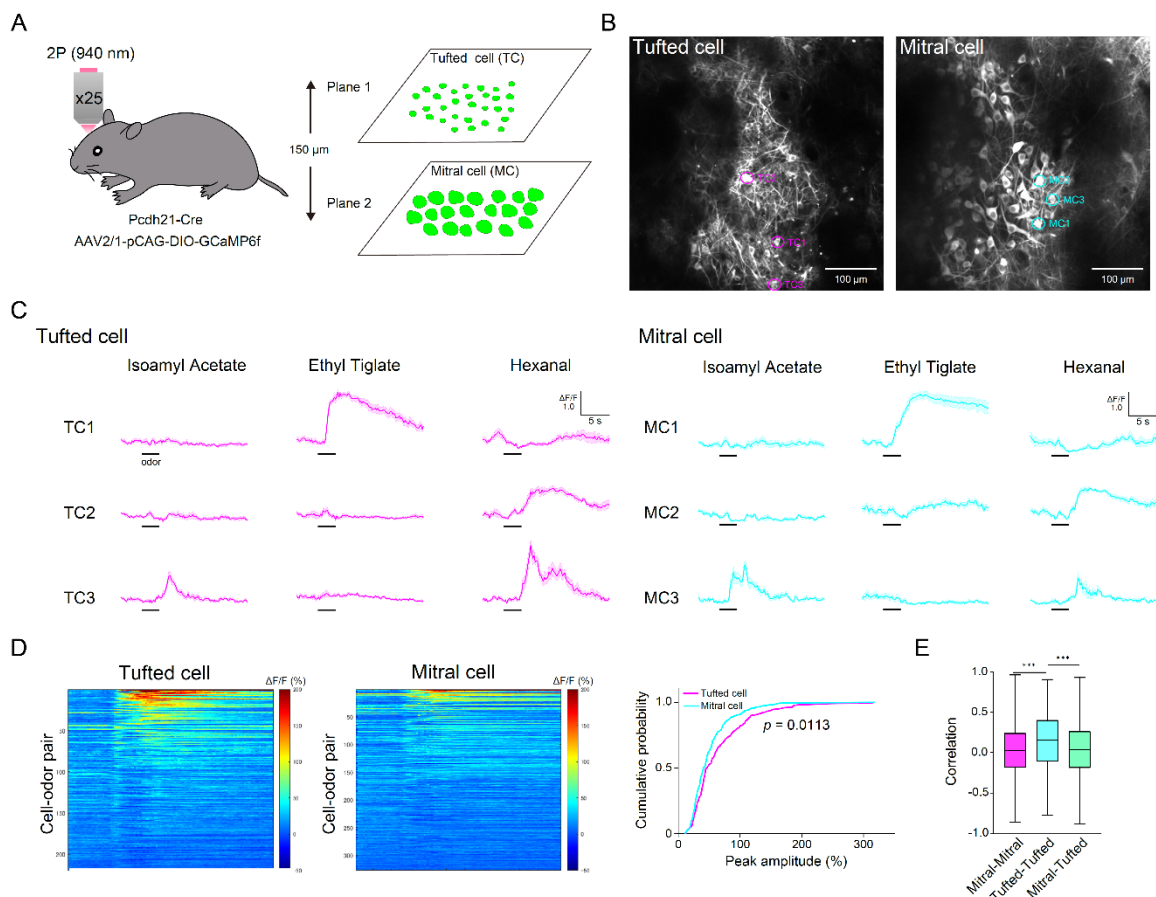 A
2P (940 nm)
x25
Pcdh21-Cre
AAV2/1-pCAG-DIO-GCaMP6f
Plane 1
150 µm
Plane 2
Tufted cell (TC)
Mitral cell (MC)
B
Tufted cell
TC2
TC1
TC3
100 µm
Mitral cell
MC2
MC3
MC1
100 µm
C
Tufted cell
Isoamyl Acetate
Ethyl Tiglate
Hexanal
ΔF/F
1.0
5 s
TC1
odor
TC2
TC3
Mitral cell
Isoamyl Acetate
Ethyl Tiglate
Hexanal
ΔF/F
1.0
5 s
MC1
MC2
MC3
D
Tufted cell
ΔF/F (%)
Cell-odor pair
50
100
150
200
200
150
100
50
0
-50
Mitral cell
ΔF/F (%)
Cell-odor pair
50
100
150
200
250
300
200
150
100
50
0
-50
Tufted cell
Mitral cell
p = 0.0113
Cumulative probability
1.0
0.5
0
0
100
200
300
Peak amplitude (%)
E
***
***
Correlation
1.0
0.5
0.0
-0.5
-1.0
Mitral-Mitral
Tufted-Tufted
Mitral-Tufted